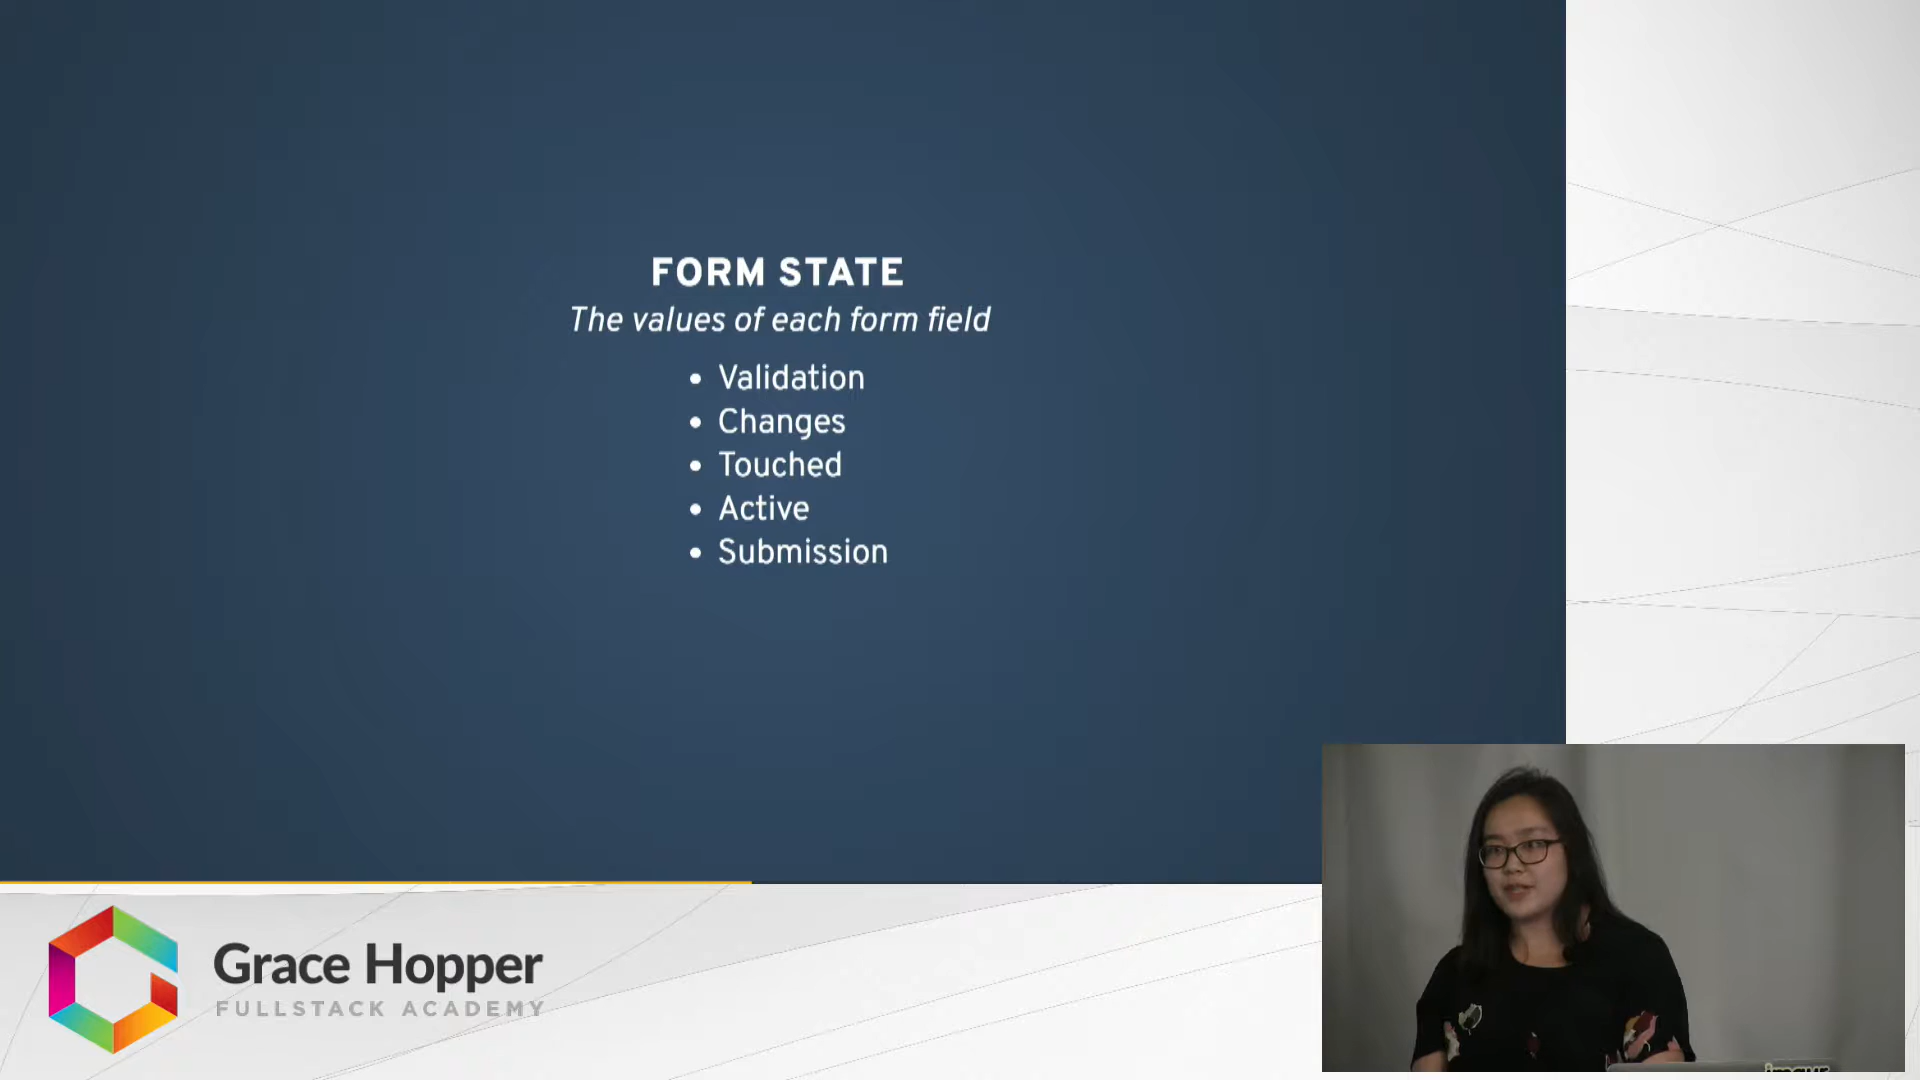 FORM STATE
The values of each form field
Validation
Changes
Touched
Active
Submission
Grace Hopper
FULLSTACK ACADEMY